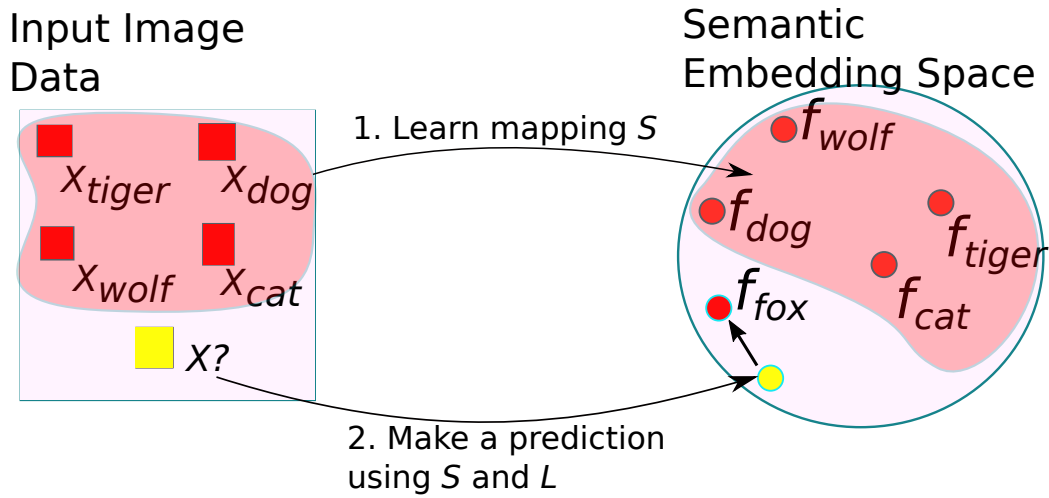 Input Image
Data
Semantic
Embedding Space
1. Learn mapping S
x_tiger
x_dog
x_wolf
x_cat
x?
f_wolf
f_dog
f_tiger
f_cat
f_fox
2. Make a prediction
using S and L